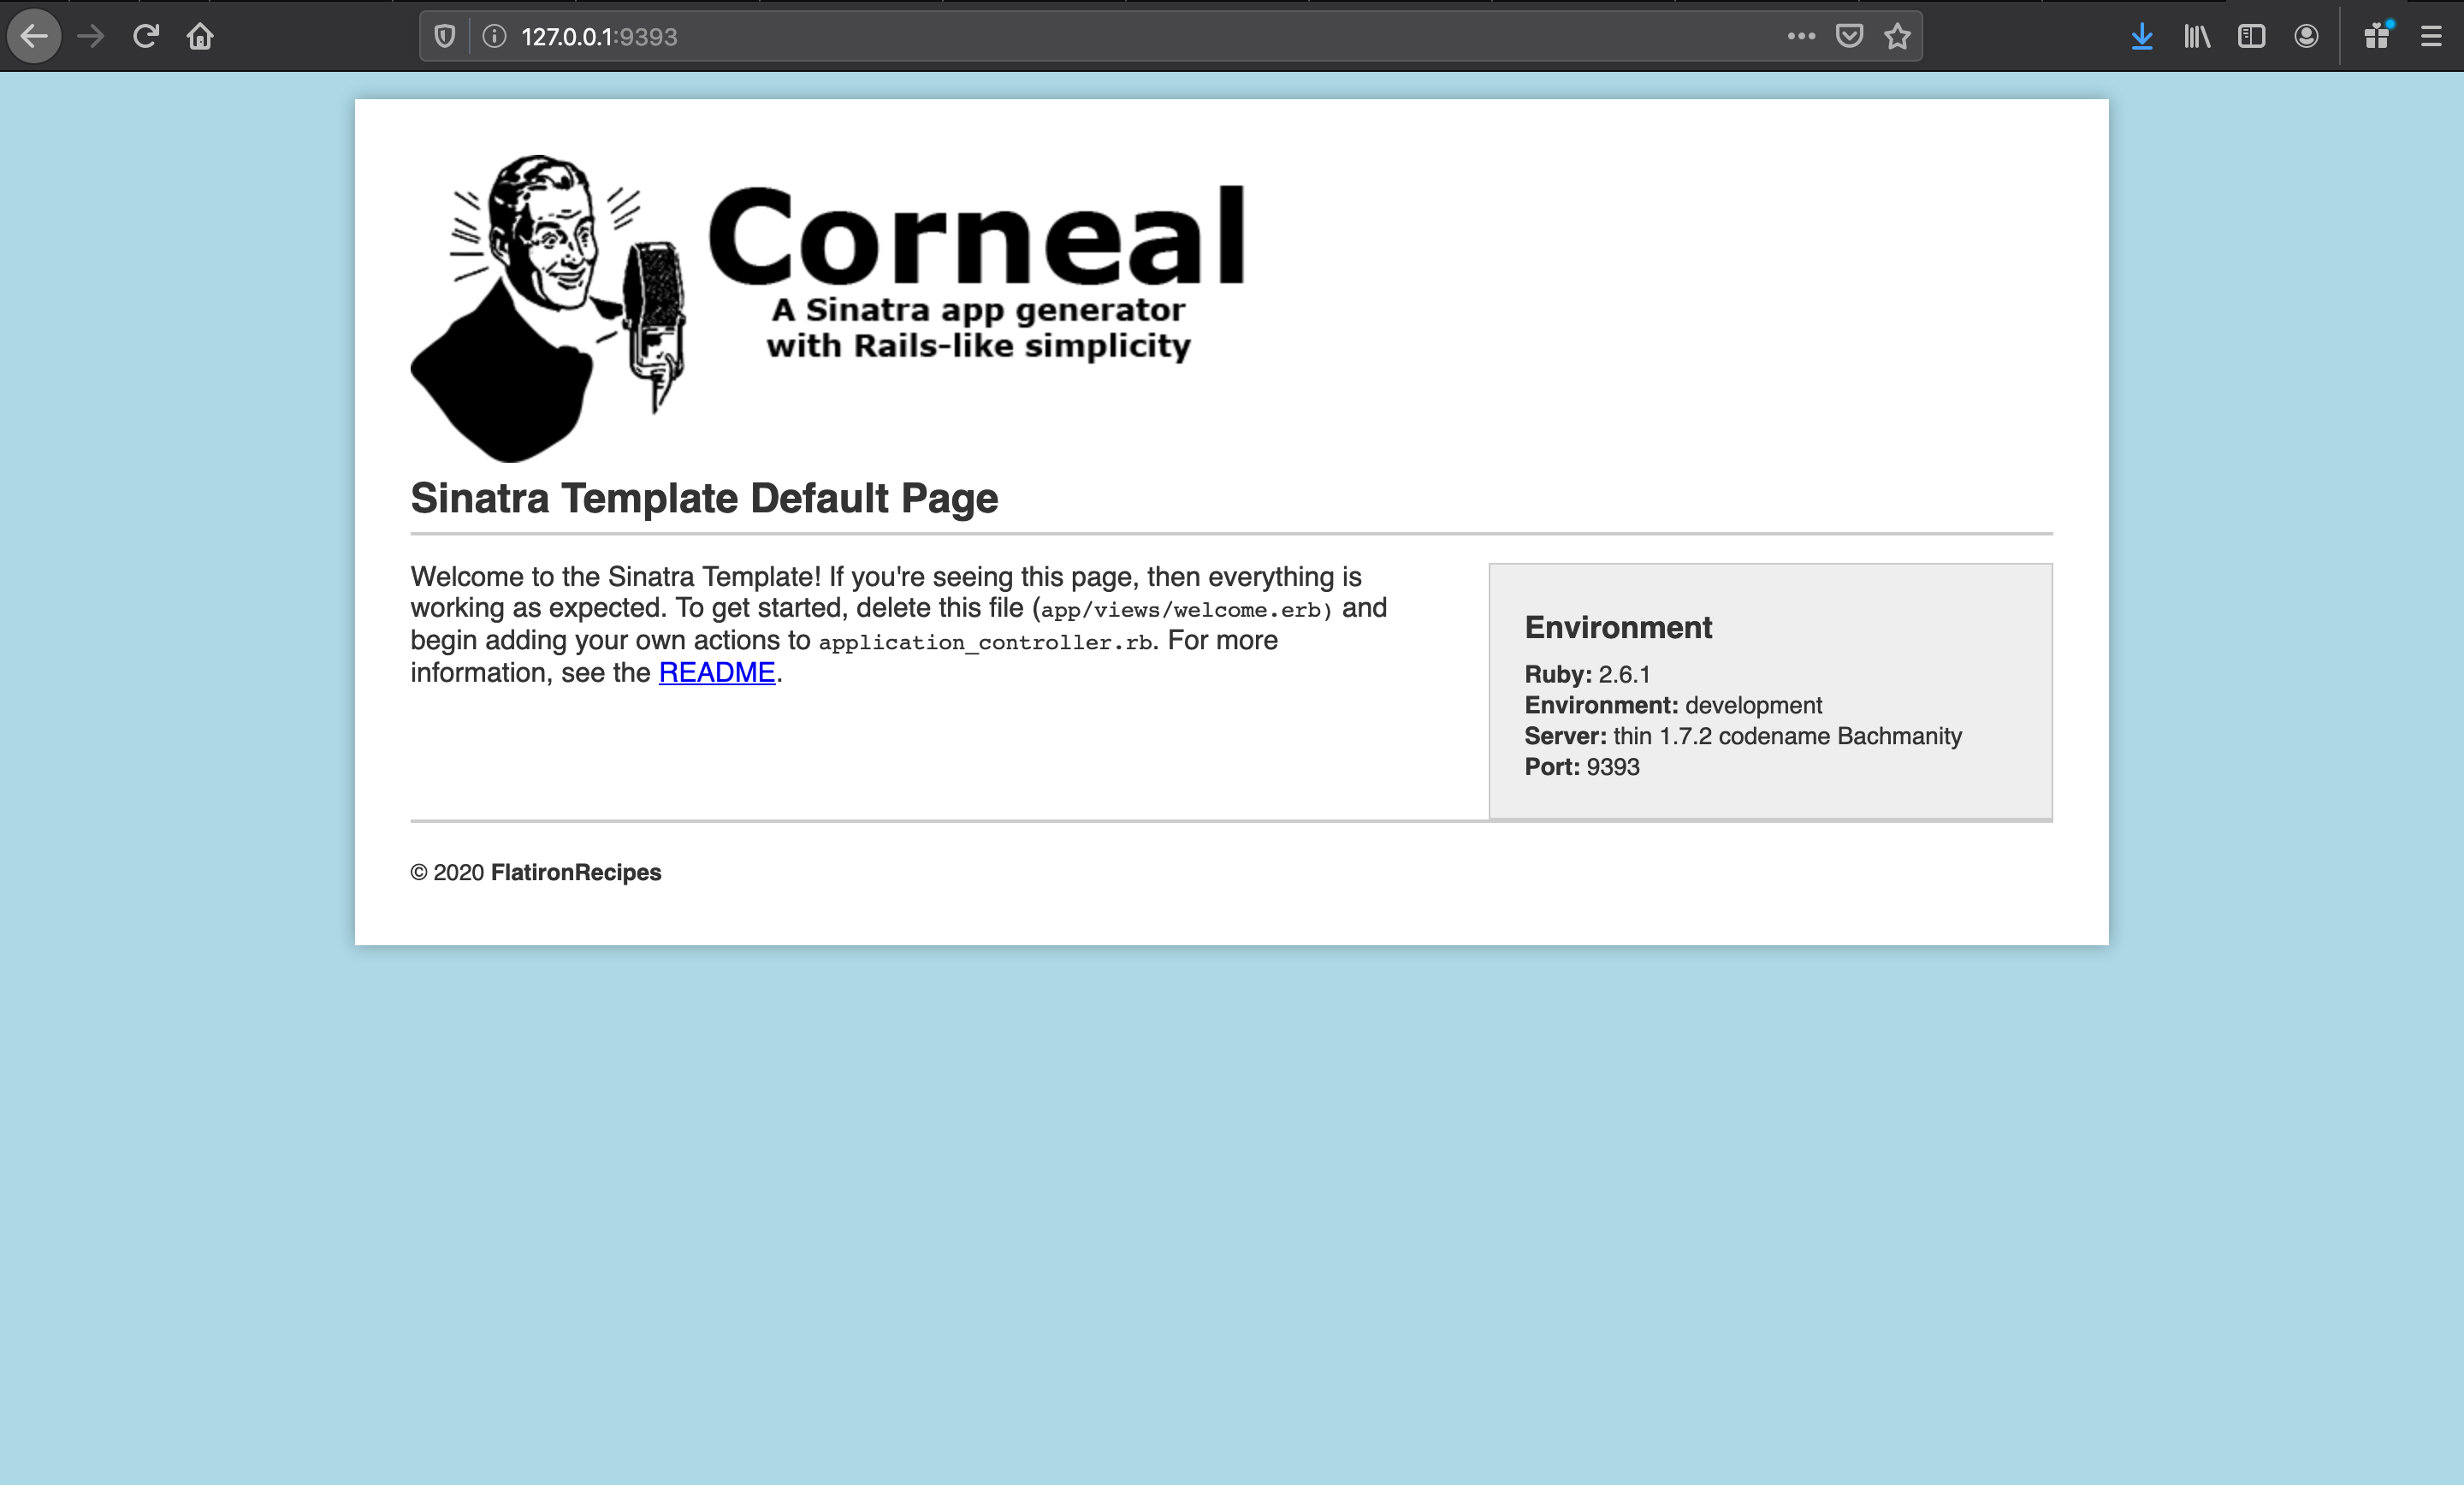 127.0.0.1:9393
Corneal
A Sinatra app generator
with Rails-like simplicity
Sinatra Template Default Page
Welcome to the Sinatra Template! If you're seeing this page, then everything is
working as expected. To get started, delete this file (app/views/welcome.erb) and
begin adding your own actions to application_controller.rb. For more
information, see the README.
Environment
Ruby: 2.6.1
Environment: development
Server: thin 1.7.2 codename Bachmanity
Port: 9393
© 2020 FlatironRecipes